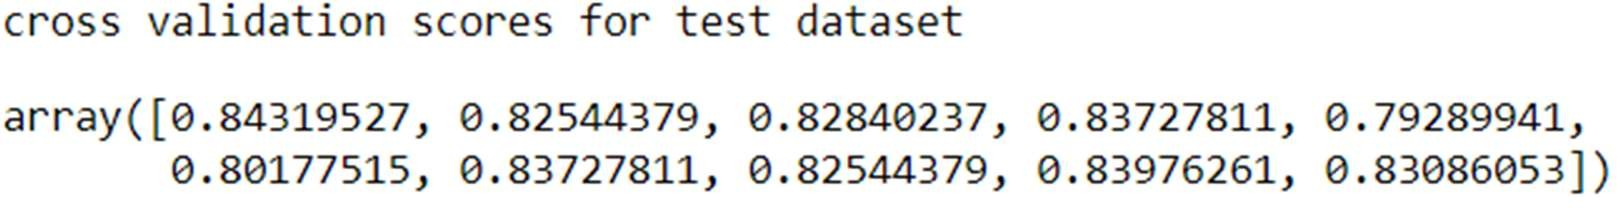 cross validation scores for test dataset
array([0.84319527, 0.82544379, 0.82840237, 0.83727811, 0.79289941,
0.80177515, 0.83727811, 0.82544379, 0.83976261, 0.83086053])